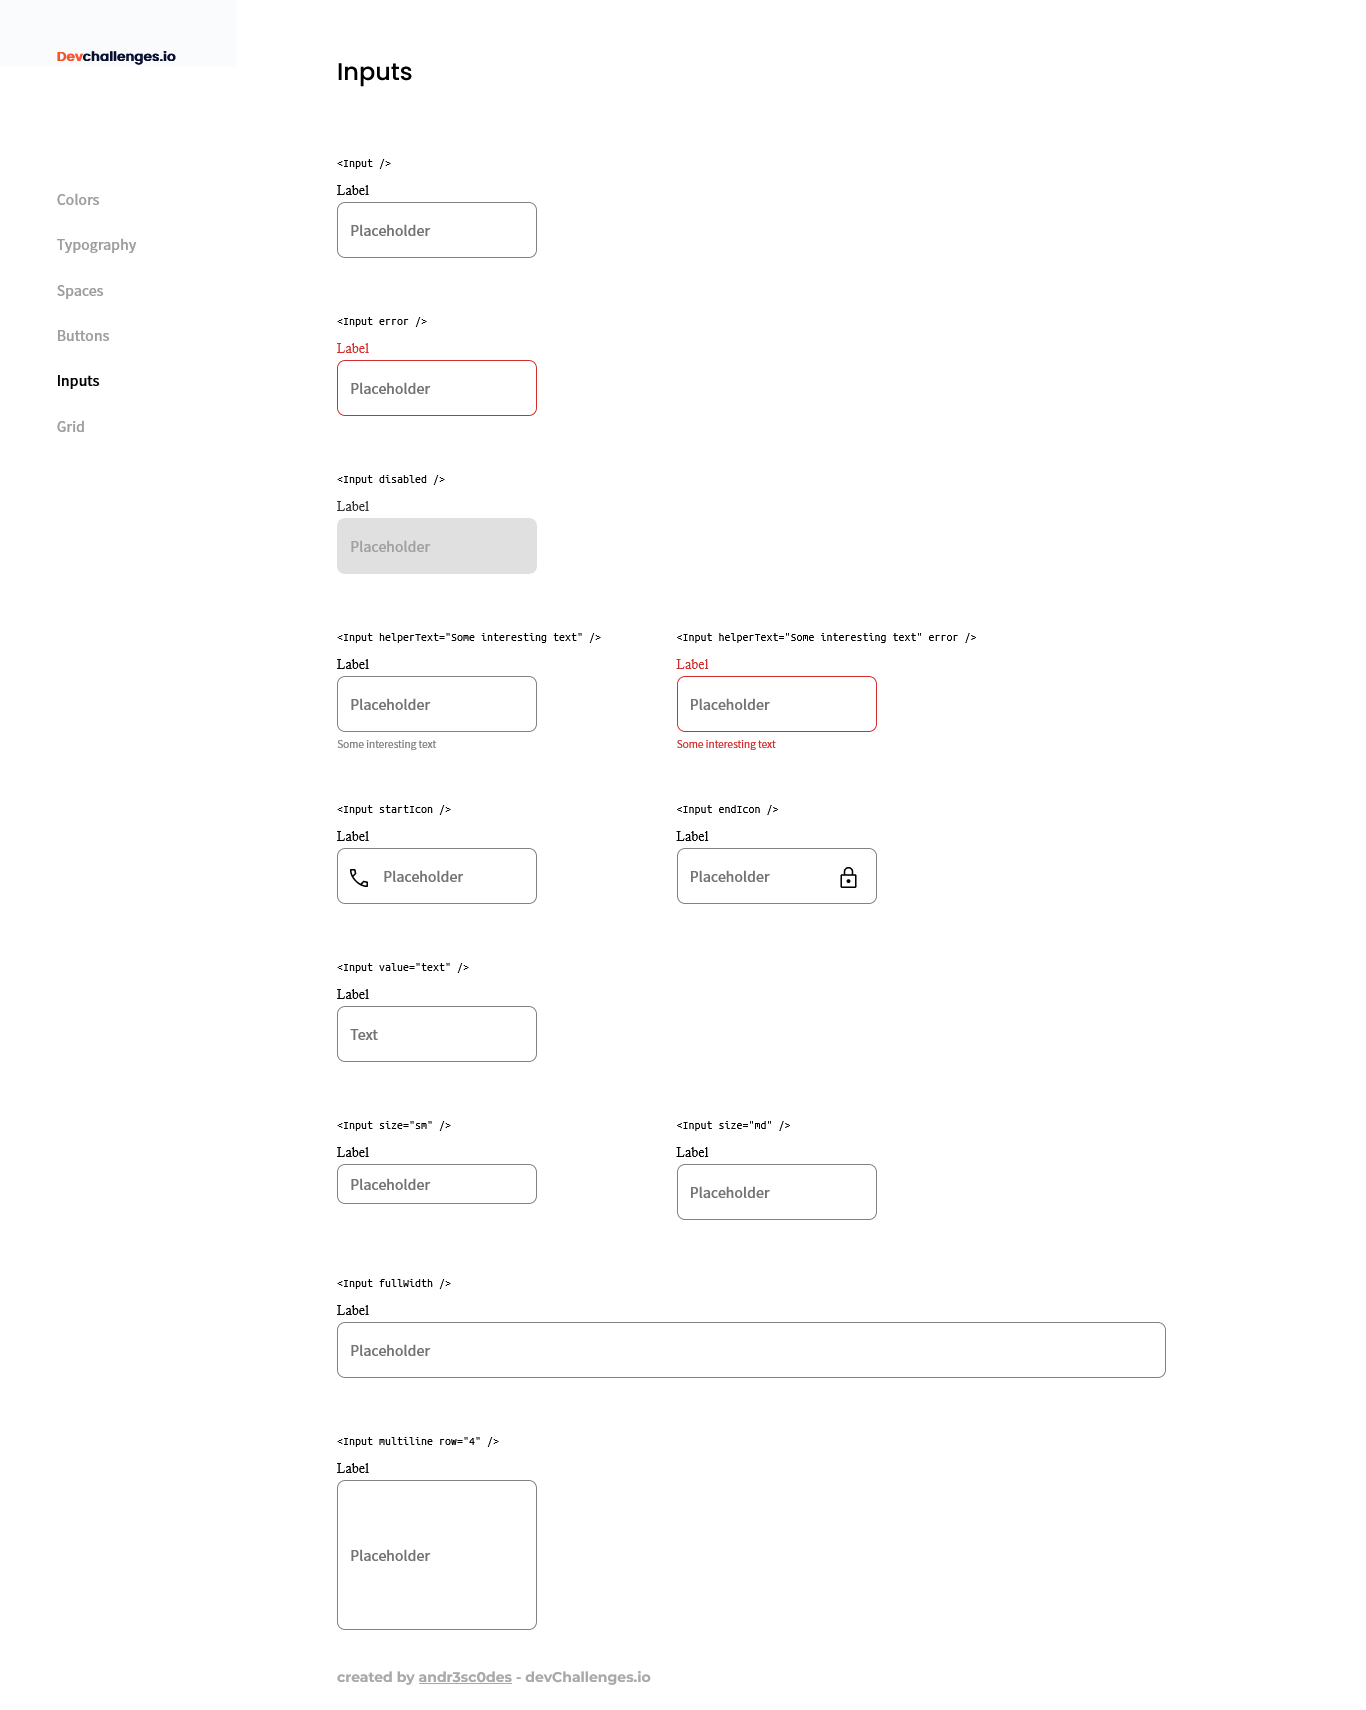 Devchallenges.io
Colors
Typography
Spaces
Buttons
Inputs
Grid
Inputs
<Input />
Label
Placeholder
<Input error />
Label
Placeholder
<Input disabled />
Label
Placeholder
<Input helperText="Some interesting text" />
Label
Placeholder
Some interesting text
<Input helperText="Some interesting text" error />
Label
Placeholder
Some interesting text
<Input startIcon />
Label
Placeholder
<Input endIcon />
Label
Placeholder
<Input value="text" />
Label
Text
<Input size="sm" />
Label
Placeholder
<Input size="md" />
Label
Placeholder
<Input fullWidth />
Label
Placeholder
<Input multiline row="4" />
Label
Placeholder
created by andr3sc0des - devChallenges.io